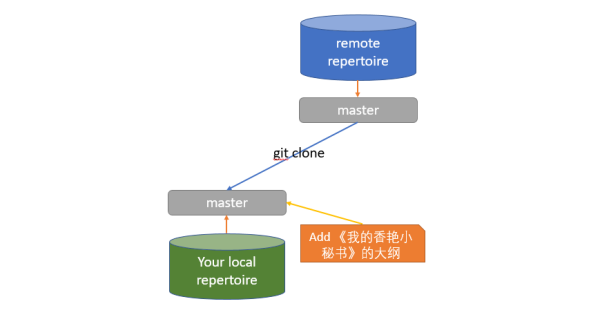 remote
repertoire
master
git clone
master
Add 《我的香艳小
秘书》的大纲
Your local
repertoire